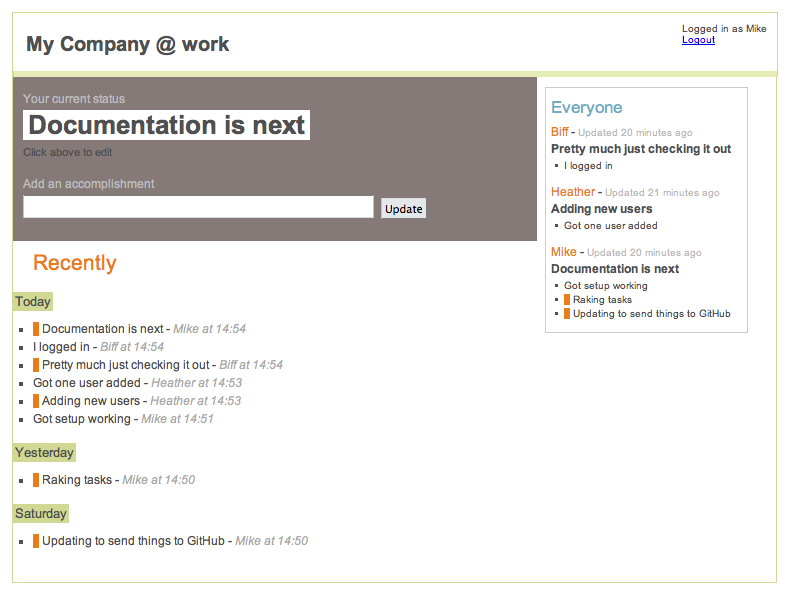 My Company @ work
Logged in as Mike
Logout
Your current status
Documentation is next
Click above to edit
Add an accomplishment
Update
Recently
Today
Documentation is next - Mike at 14:54
I logged in - Biff at 14:54
Pretty much just checking it out - Biff at 14:54
Got one user added - Heather at 14:53
Adding new users - Heather at 14:53
Got setup working - Mike at 14:51
Yesterday
Raking tasks - Mike at 14:50
Saturday
Updating to send things to GitHub - Mike at 14:50
Everyone
Biff - Updated 20 minutes ago
Pretty much just checking it out
I logged in
Heather - Updated 21 minutes ago
Adding new users
Got one user added
Mike - Updated 20 minutes ago
Documentation is next
Got setup working
Raking tasks
Updating to send things to GitHub